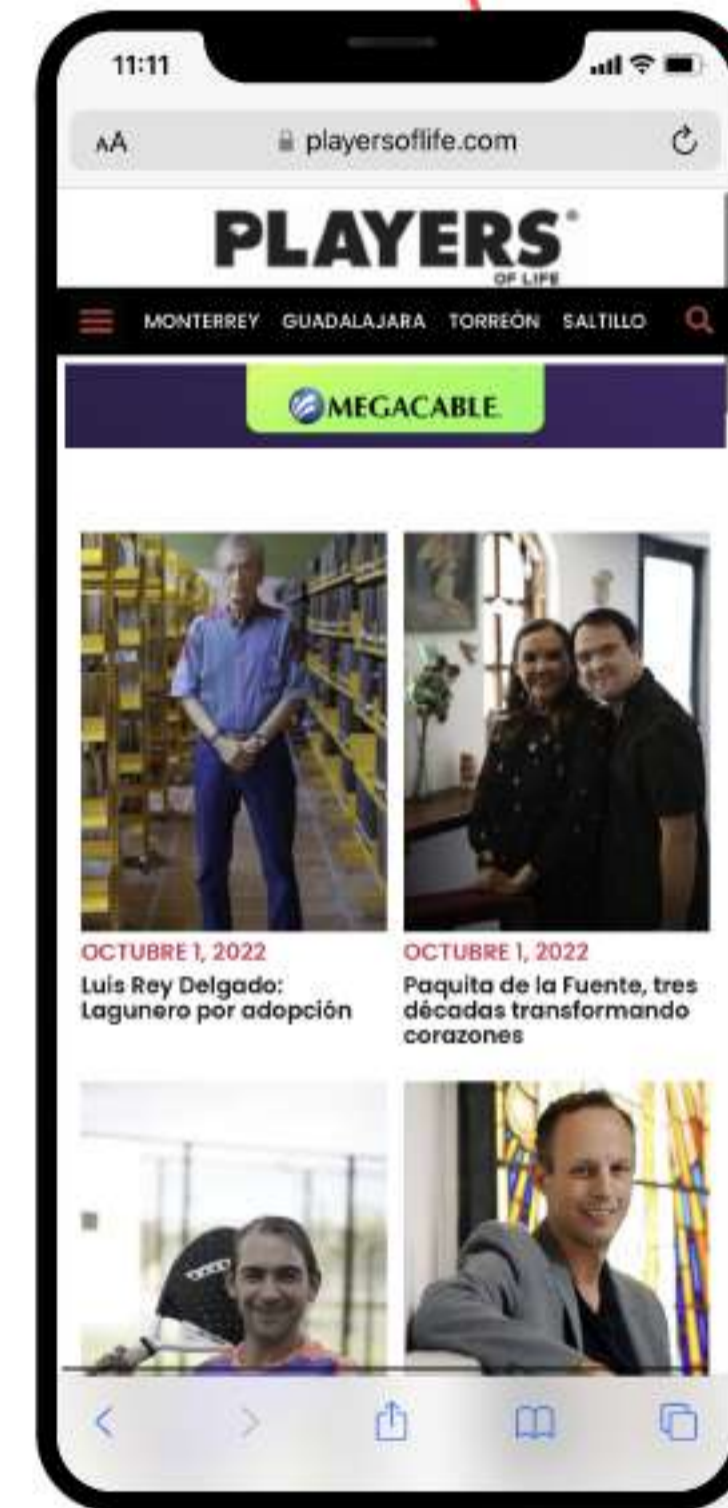 11:11
AA playersoflife.com
PLAYERS
OF LIFE
MONTERREY GUADALAJARA TORREÓN SALTILLO
MEGACABLE
OCTUBRE 1, 2022
Luis Rey Delgado:
Lagunero por adopción
OCTUBRE 1, 2022
Paquita de la Fuente, tres
décadas transformando
corazones